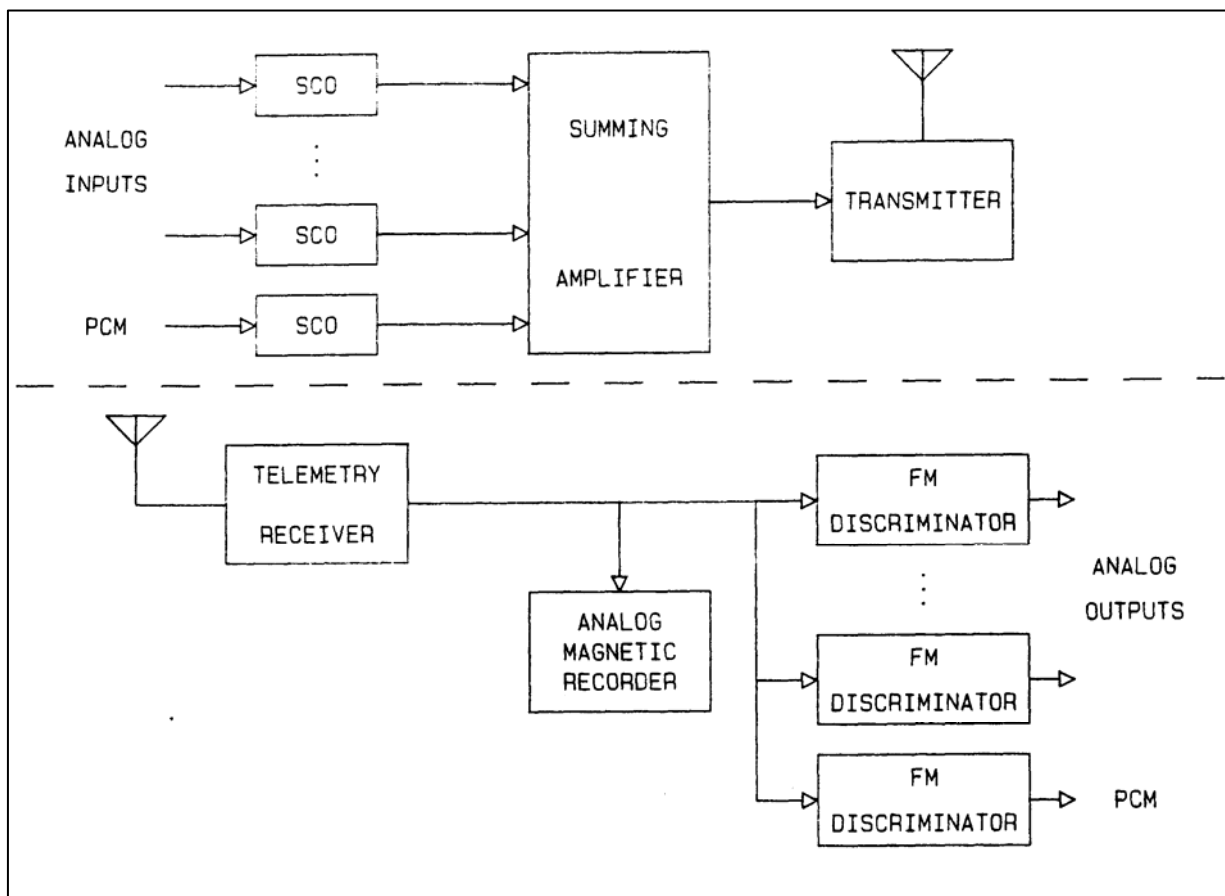 SCO
ANALOG
INPUTS
SCO
PCM
SCO
SUMMING
AMPLIFIER
TRANSMITTER
TELEMETRY
RECEIVER
ANALOG
MAGNETIC
RECORDER
FM
DISCRIMINATOR
FM
DISCRIMINATOR
FM
DISCRIMINATOR
ANALOG
OUTPUTS
PCM